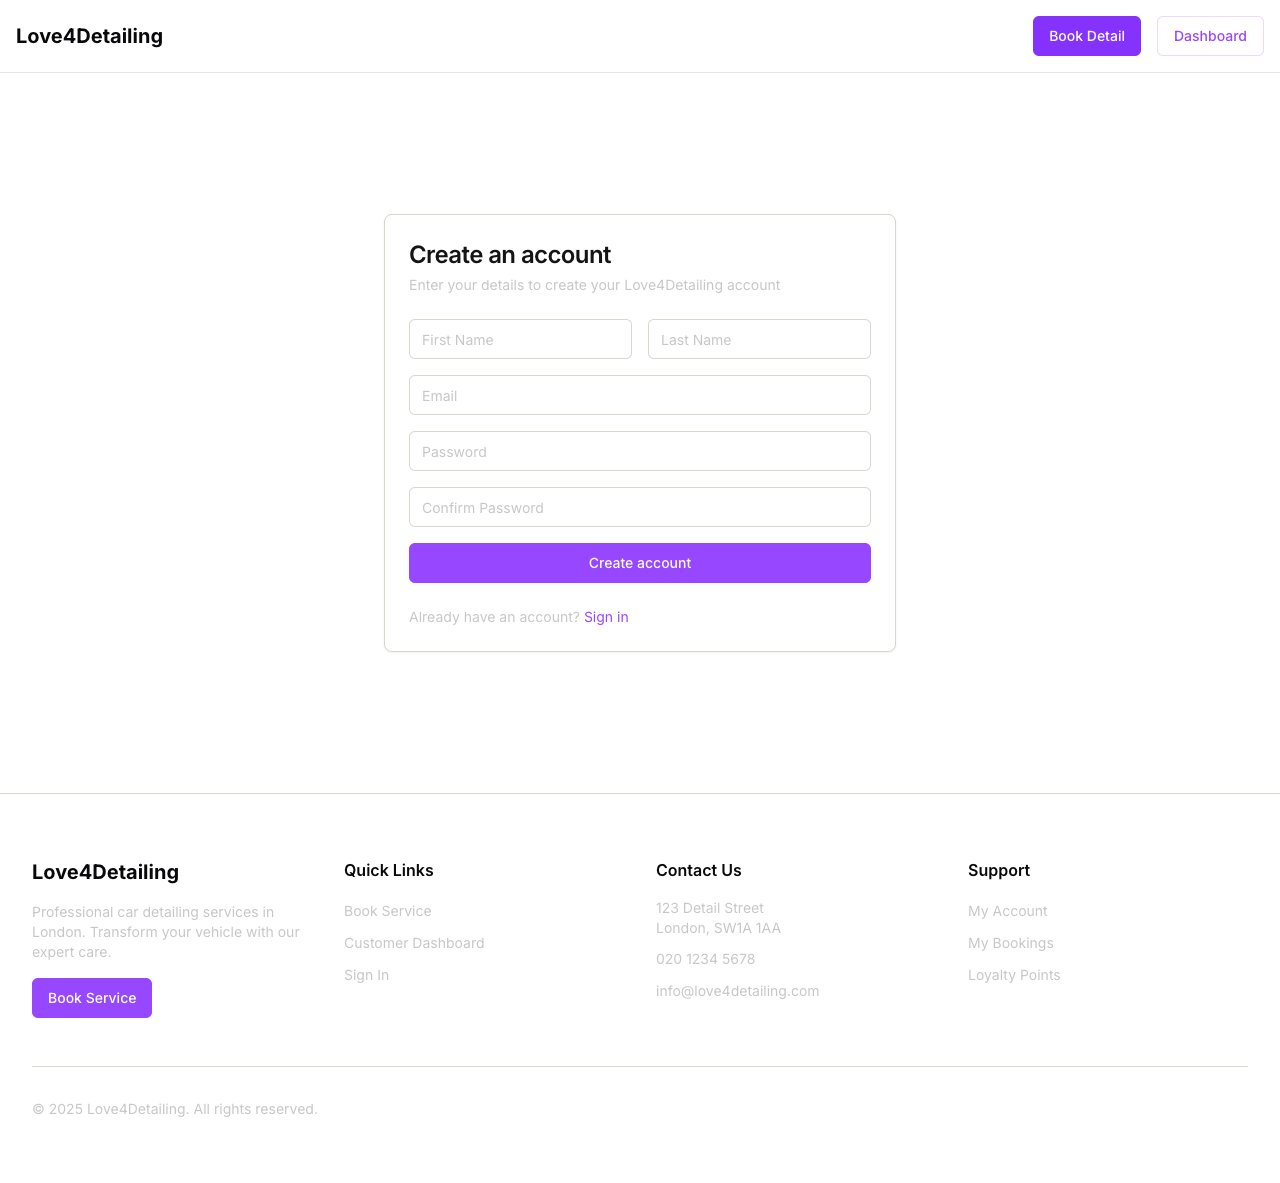 Love4Detailing
Book Detail
Dashboard
Create an account
Enter your details to create your Love4Detailing account
First Name
Last Name
Email
Password
Confirm Password
Create account
Already have an account? Sign in
Love4Detailing
Professional car detailing services in
London. Transform your vehicle with our
expert care.
Book Service
Quick Links
Book Service
Customer Dashboard
Sign In
Contact Us
123 Detail Street
London, SW1A 1AA
020 1234 5678
info@love4detailing.com
Support
My Account
My Bookings
Loyalty Points
© 2025 Love4Detailing. All rights reserved.